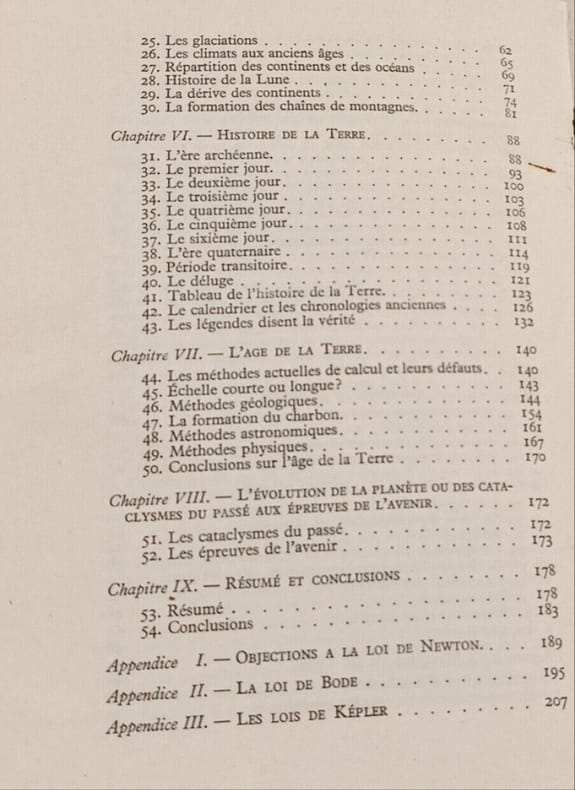 25. Les glaciations . . . . . . . . . . . . . . . 62
26. Les climats aux anciens âges . . . . . . . . . . 65
27. Répartition des continents et des océans . . . . . 69
28. Histoire de la Lune . . . . . . . . . . . . . 71
29. La dérive des continents . . . . . . . . . . . 74
30. La formation des chaînes de montagnes. . . . . . 81
Chapitre VI. — HISTOIRE DE LA TERRE. . . . . . . . . 88
31. L'ère archéenne. . . . . . . . . . . . . . . 88
32. Le premier jour. . . . . . . . . . . . . . . 93
33. Le deuxième jour. . . . . . . . . . . . . . 100
34. Le troisième jour . . . . . . . . . . . . . . 103
35. Le quatrième jour. . . . . . . . . . . . . . 106
36. Le cinquième jour. . . . . . . . . . . . . . 108
37. Le sixième jour. . . . . . . . . . . . . . . 111
38. L'ère quaternaire . . . . . . . . . . . . . . 114
39. Période transitoire. . . . . . . . . . . . . . 119
40. Le déluge . . . . . . . . . . . . . . . . 121
41. Tableau de l'histoire de la Terre. . . . . . . . . 123
42. Le calendrier et les chronologies anciennes . . . . 126
43. Les légendes disent la vérité . . . . . . . . . . 132
Chapitre VII. — L'AGE DE LA TERRE. . . . . . . . . . 140
44. Les méthodes actuelles de calcul et leurs défauts. . 140
45. Échelle courte ou longue? . . . . . . . . . . . 143
46. Méthodes géologiques. . . . . . . . . . . . . 144
47. La formation du charbon. . . . . . . . . . . . 154
48. Méthodes astronomiques. . . . . . . . . . . . 161
49. Méthodes physiques. . . . . . . . . . . . . . 167
50. Conclusions sur l'âge de la Terre . . . . . . . . 170
Chapitre VIII. — L'ÉVOLUTION DE LA PLANÈTE OU DES CATA-
CLYSMES DU PASSÉ AUX ÉPREUVES DE L'AVENIR. . . . . . 172
51. Les cataclysmes du passé. . . . . . . . . . . . 172
52. Les épreuves de l'avenir . . . . . . . . . . . . 173
Chapitre IX. — RÉSUMÉ ET CONCLUSIONS . . . . . . . . 178
53. Résumé . . . . . . . . . . . . . . . . . 178
54. Conclusions . . . . . . . . . . . . . . . . 183
Appendice I. — OBJECTIONS A LA LOI DE NEWTON. . . . 189
Appendice II. — LA LOI DE BODE . . . . . . . . . . 195
Appendice III. — LES LOIS DE KÉPLER . . . . . . . . 207